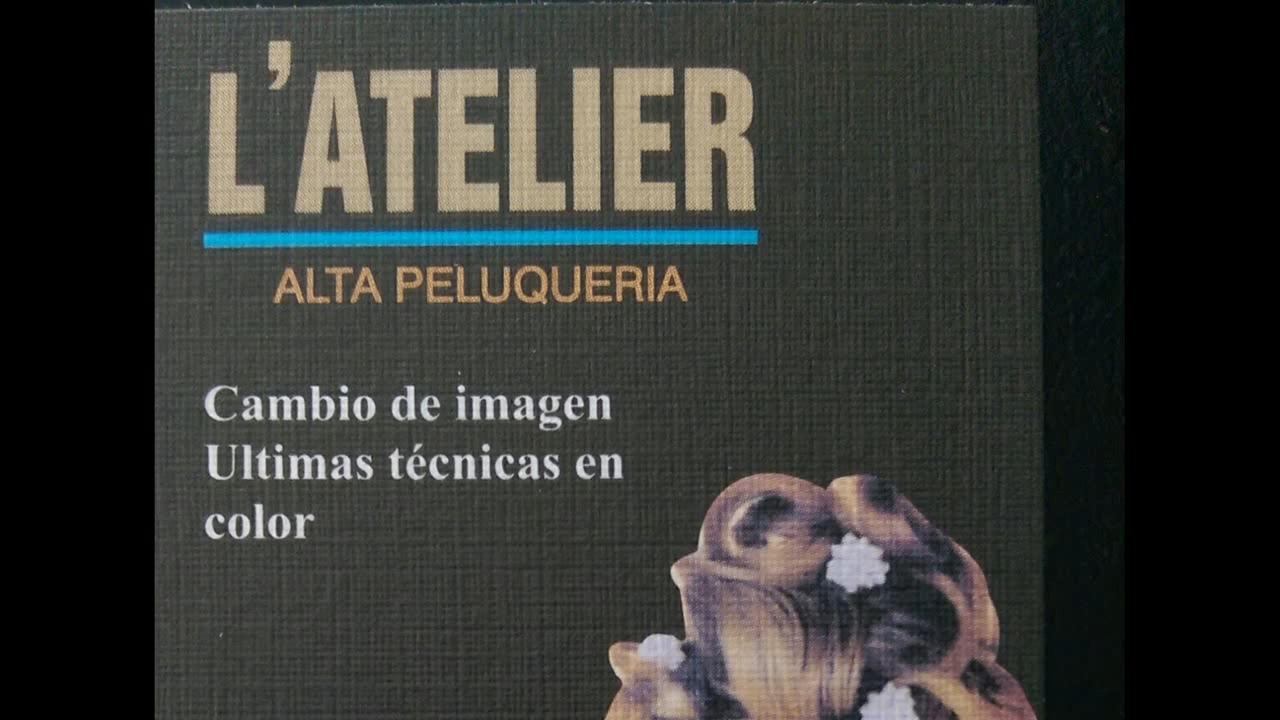 L'ATELIER
ALTA PELUQUERIA
Cambio de imagen
Ultimas técnicas en
color